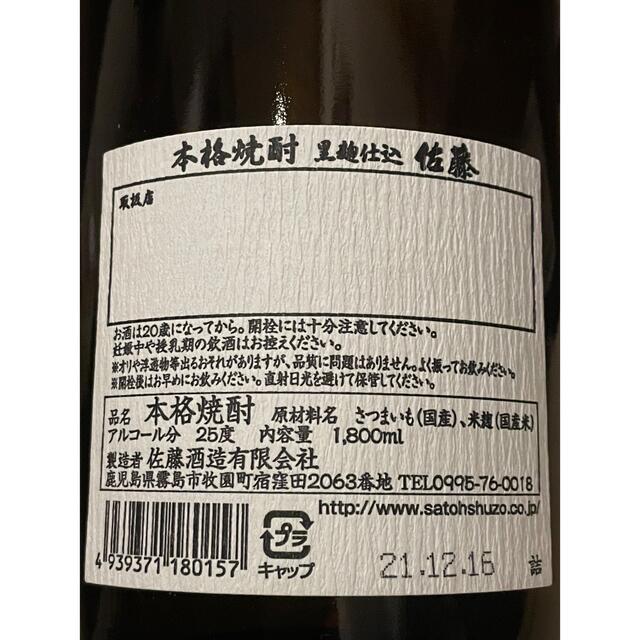 本格焼酎 黒麹仕込 佐藤
取扱店
お酒は20歳になってから。開栓には十分注意してください。
妊娠中や授乳期の飲酒はお控えください。
※オリや浮遊物等出るおそれがありますが、品質に問題はありません。よく振ってお飲みください。
※開栓後はお早めにお飲みください。直射日光を避けて保管してください。
品名 本格焼酎 原材料名 さつまいも(国産)、米麹(国産米)
アルコール分 25度 内容量 1,800ml
製造者 佐藤酒造有限会社
鹿児島県霧島市牧園町宿窪田2063番地 TEL0995-76-0018
http://www.satohshuzo.co.jp/
4 939371 180157
プラ
キャップ
21.12.16 詰